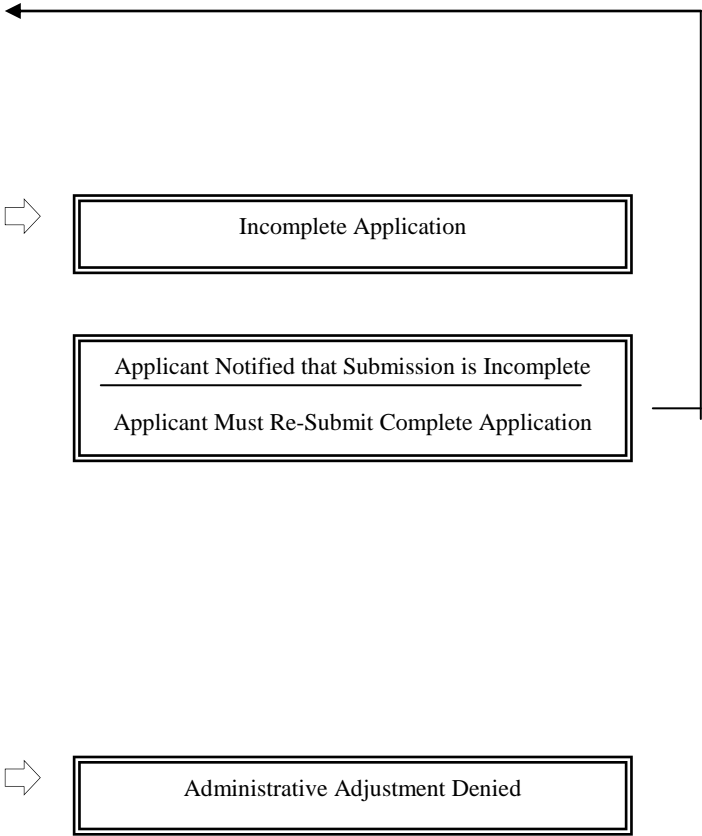 Incomplete Application
Applicant Notified that Submission is Incomplete
Applicant Must Re-Submit Complete Application
Administrative Adjustment Denied